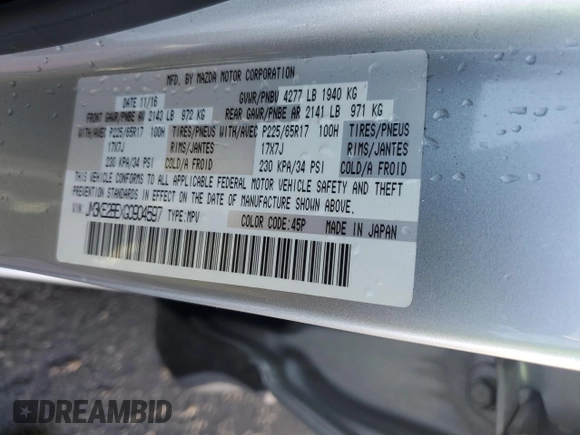 MFD. BY MAZDA MOTOR CORPORATION
DATE 11/16 GVWR/PNBV 4277 LB 1940 KG
FRONT GAWR/PNBE AV 2143 LB 972 KG REAR GAWR/PNBE AR 2141 LB 971 KG
WITH/AVEC P225/65R17 100H TIRES/PNEUS WITH/AVEC P225/65R17 100H TIRES/PNEUS
17X7J RIMS/JANTES 17X7J RIMS/JANTES
230 KPA/34 PSI COLD/A FROID 230 KPA/34 PSI COLD/A FROID
THIS VEHICLE CONFORMS TO ALL APPLICABLE FEDERAL MOTOR VEHICLE SAFETY AND THEFT
PREVENTION STANDARDS IN EFFECT ON THE DATE OF MANUFACTURE SHOWN ABOVE.
VIN: TYPE:MPV COLOR CODE:45P MADE IN JAPAN
DREAMBID